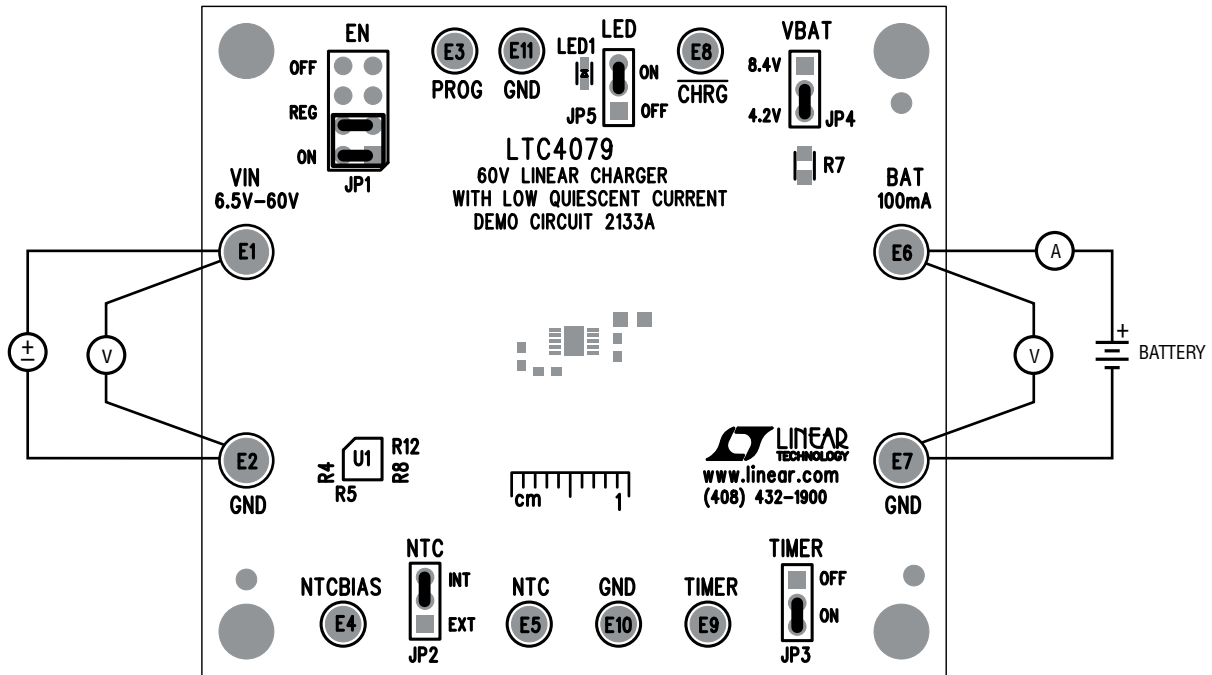 EN
OFF
REG
ON
JP1
E3
PROG
E11
GND
LED1
LED
ON
OFF
JP5
E8
CHRG
VBAT
8.4V
4.2V
JP4
R7
LTC4079
60V LINEAR CHARGER
WITH LOW QUIESCENT CURRENT
DEMO CIRCUIT 2133A
VIN
6.5V-60V
E1
BAT
100mA
E6
A
+
-
V
V
+
BATTERY
E2
GND
R4
U1
R12
R8
R5
cm 1
LINEAR
TECHNOLOGY
www.linear.com
(408) 432-1900
E7
GND
NTCBIAS
E4
NTC
INT
EXT
JP2
NTC
E5
GND
E10
TIMER
E9
TIMER
OFF
ON
JP3